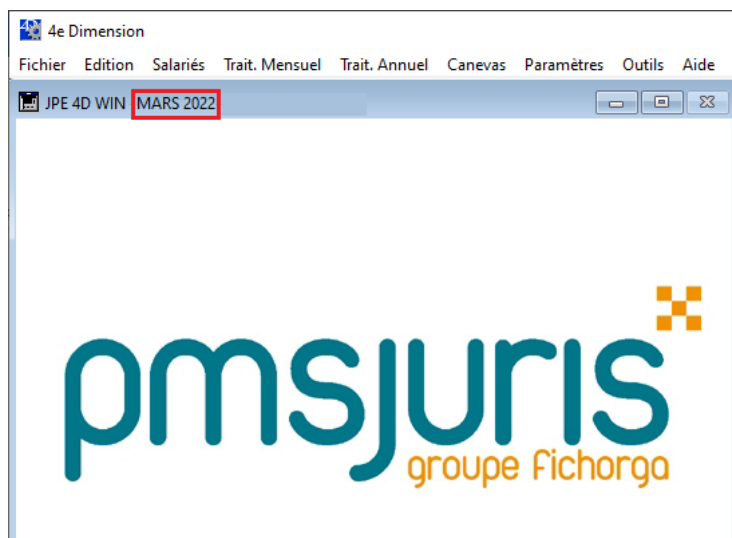 4e Dimension
Fichier Edition Salariés Trait. Mensuel Trait. Annuel Canevas Paramètres Outils Aide
JPE 4D WIN MARS 2022
pmsjuris
groupe fichorga